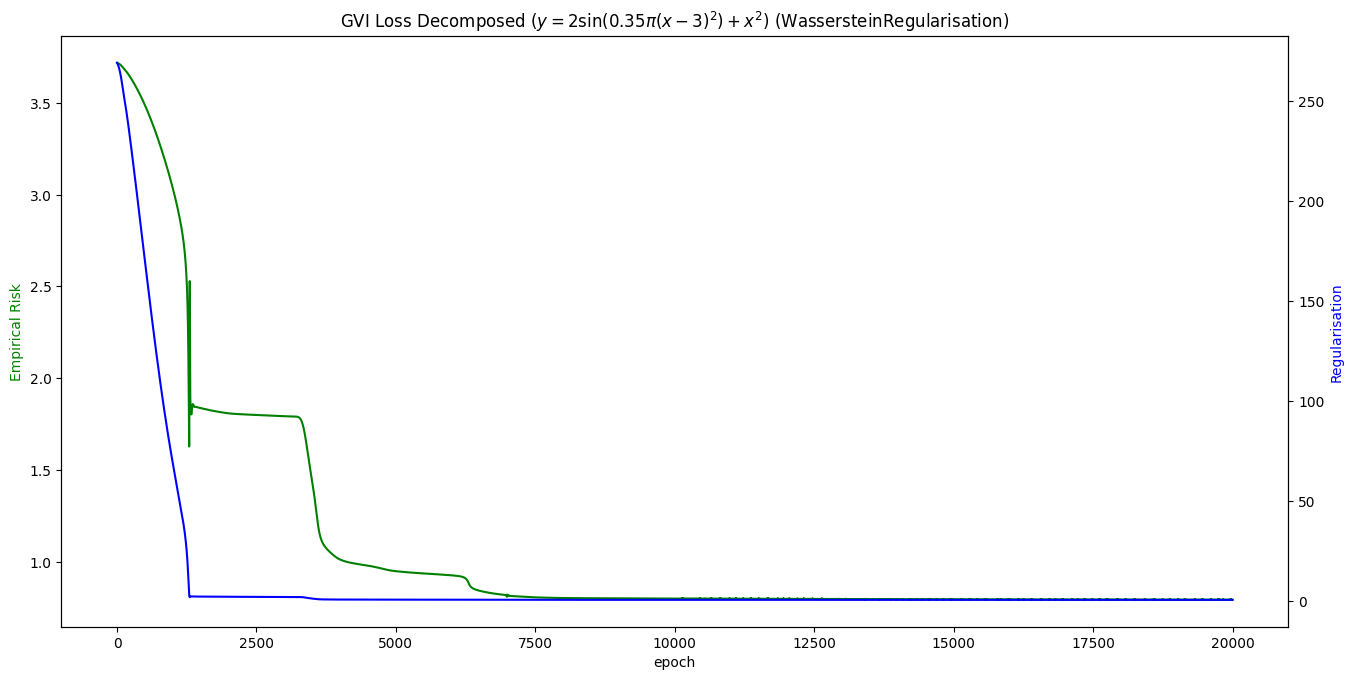 GVI Loss Decomposed (y = 2sin(0.35π(x − 3)²) + x²) (WassersteinRegularisation)
3.5
3.0
2.5
2.0
1.5
1.0
Empirical Risk
250
200
150
100
50
0
Regularisation
0 2500 5000 7500 10000 12500 15000 17500 20000
epoch